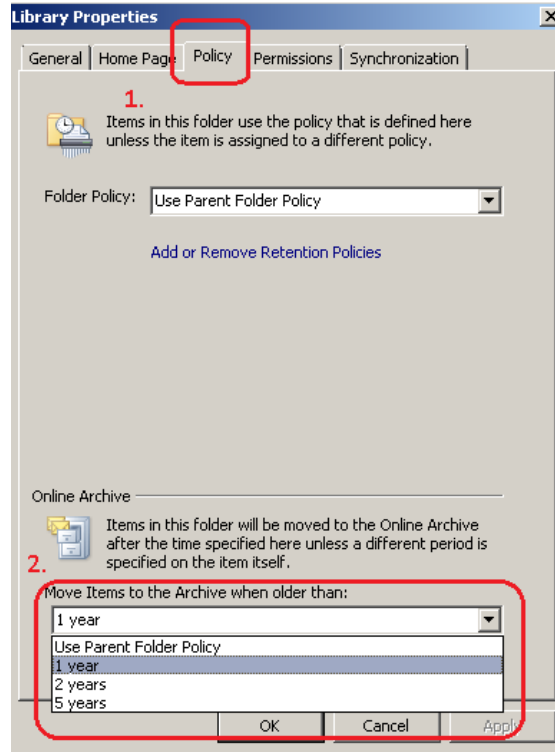 Library Properties
General Home Page Policy Permissions Synchronization
1.
Items in this folder use the policy that is defined here
unless the item is assigned to a different policy.
Folder Policy: Use Parent Folder Policy
Add or Remove Retention Policies
Online Archive
Items in this folder will be moved to the Online Archive
after the time specified here unless a different period is
specified on the item itself.
2.
Move Items to the Archive when older than:
1 year
Use Parent Folder Policy
1 year
2 years
5 years
OK Cancel Apply